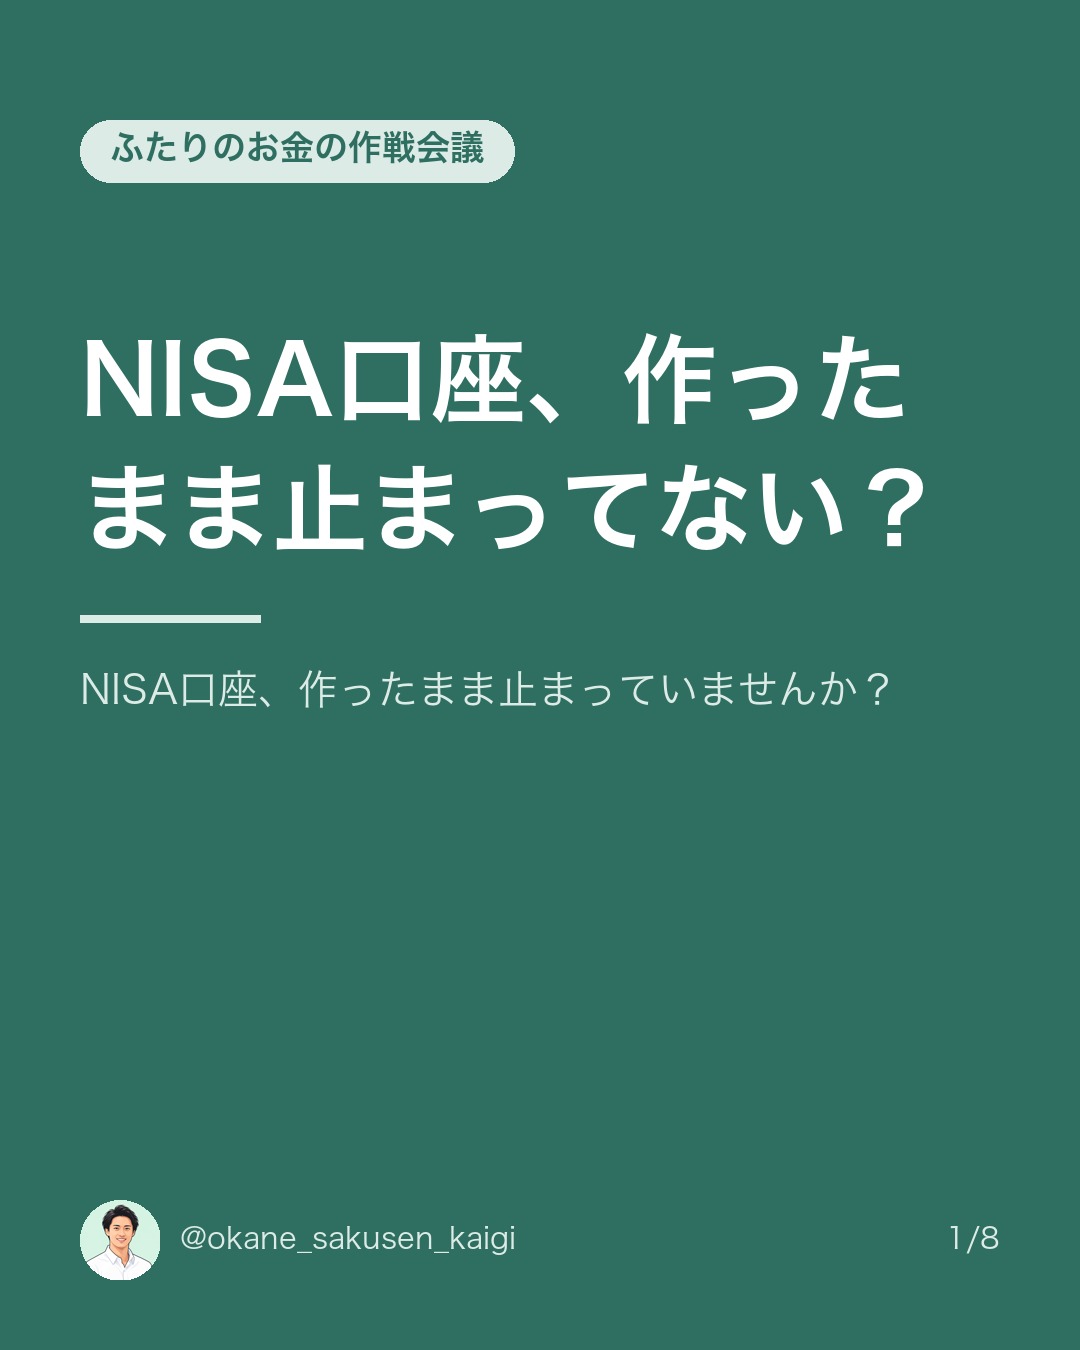 ふたりのお金の作戦会議
NISA口座、作った
まま止まってない？
NISA口座、作ったまま止まっていませんか？
@okane_sakusen_kaigi
1/8